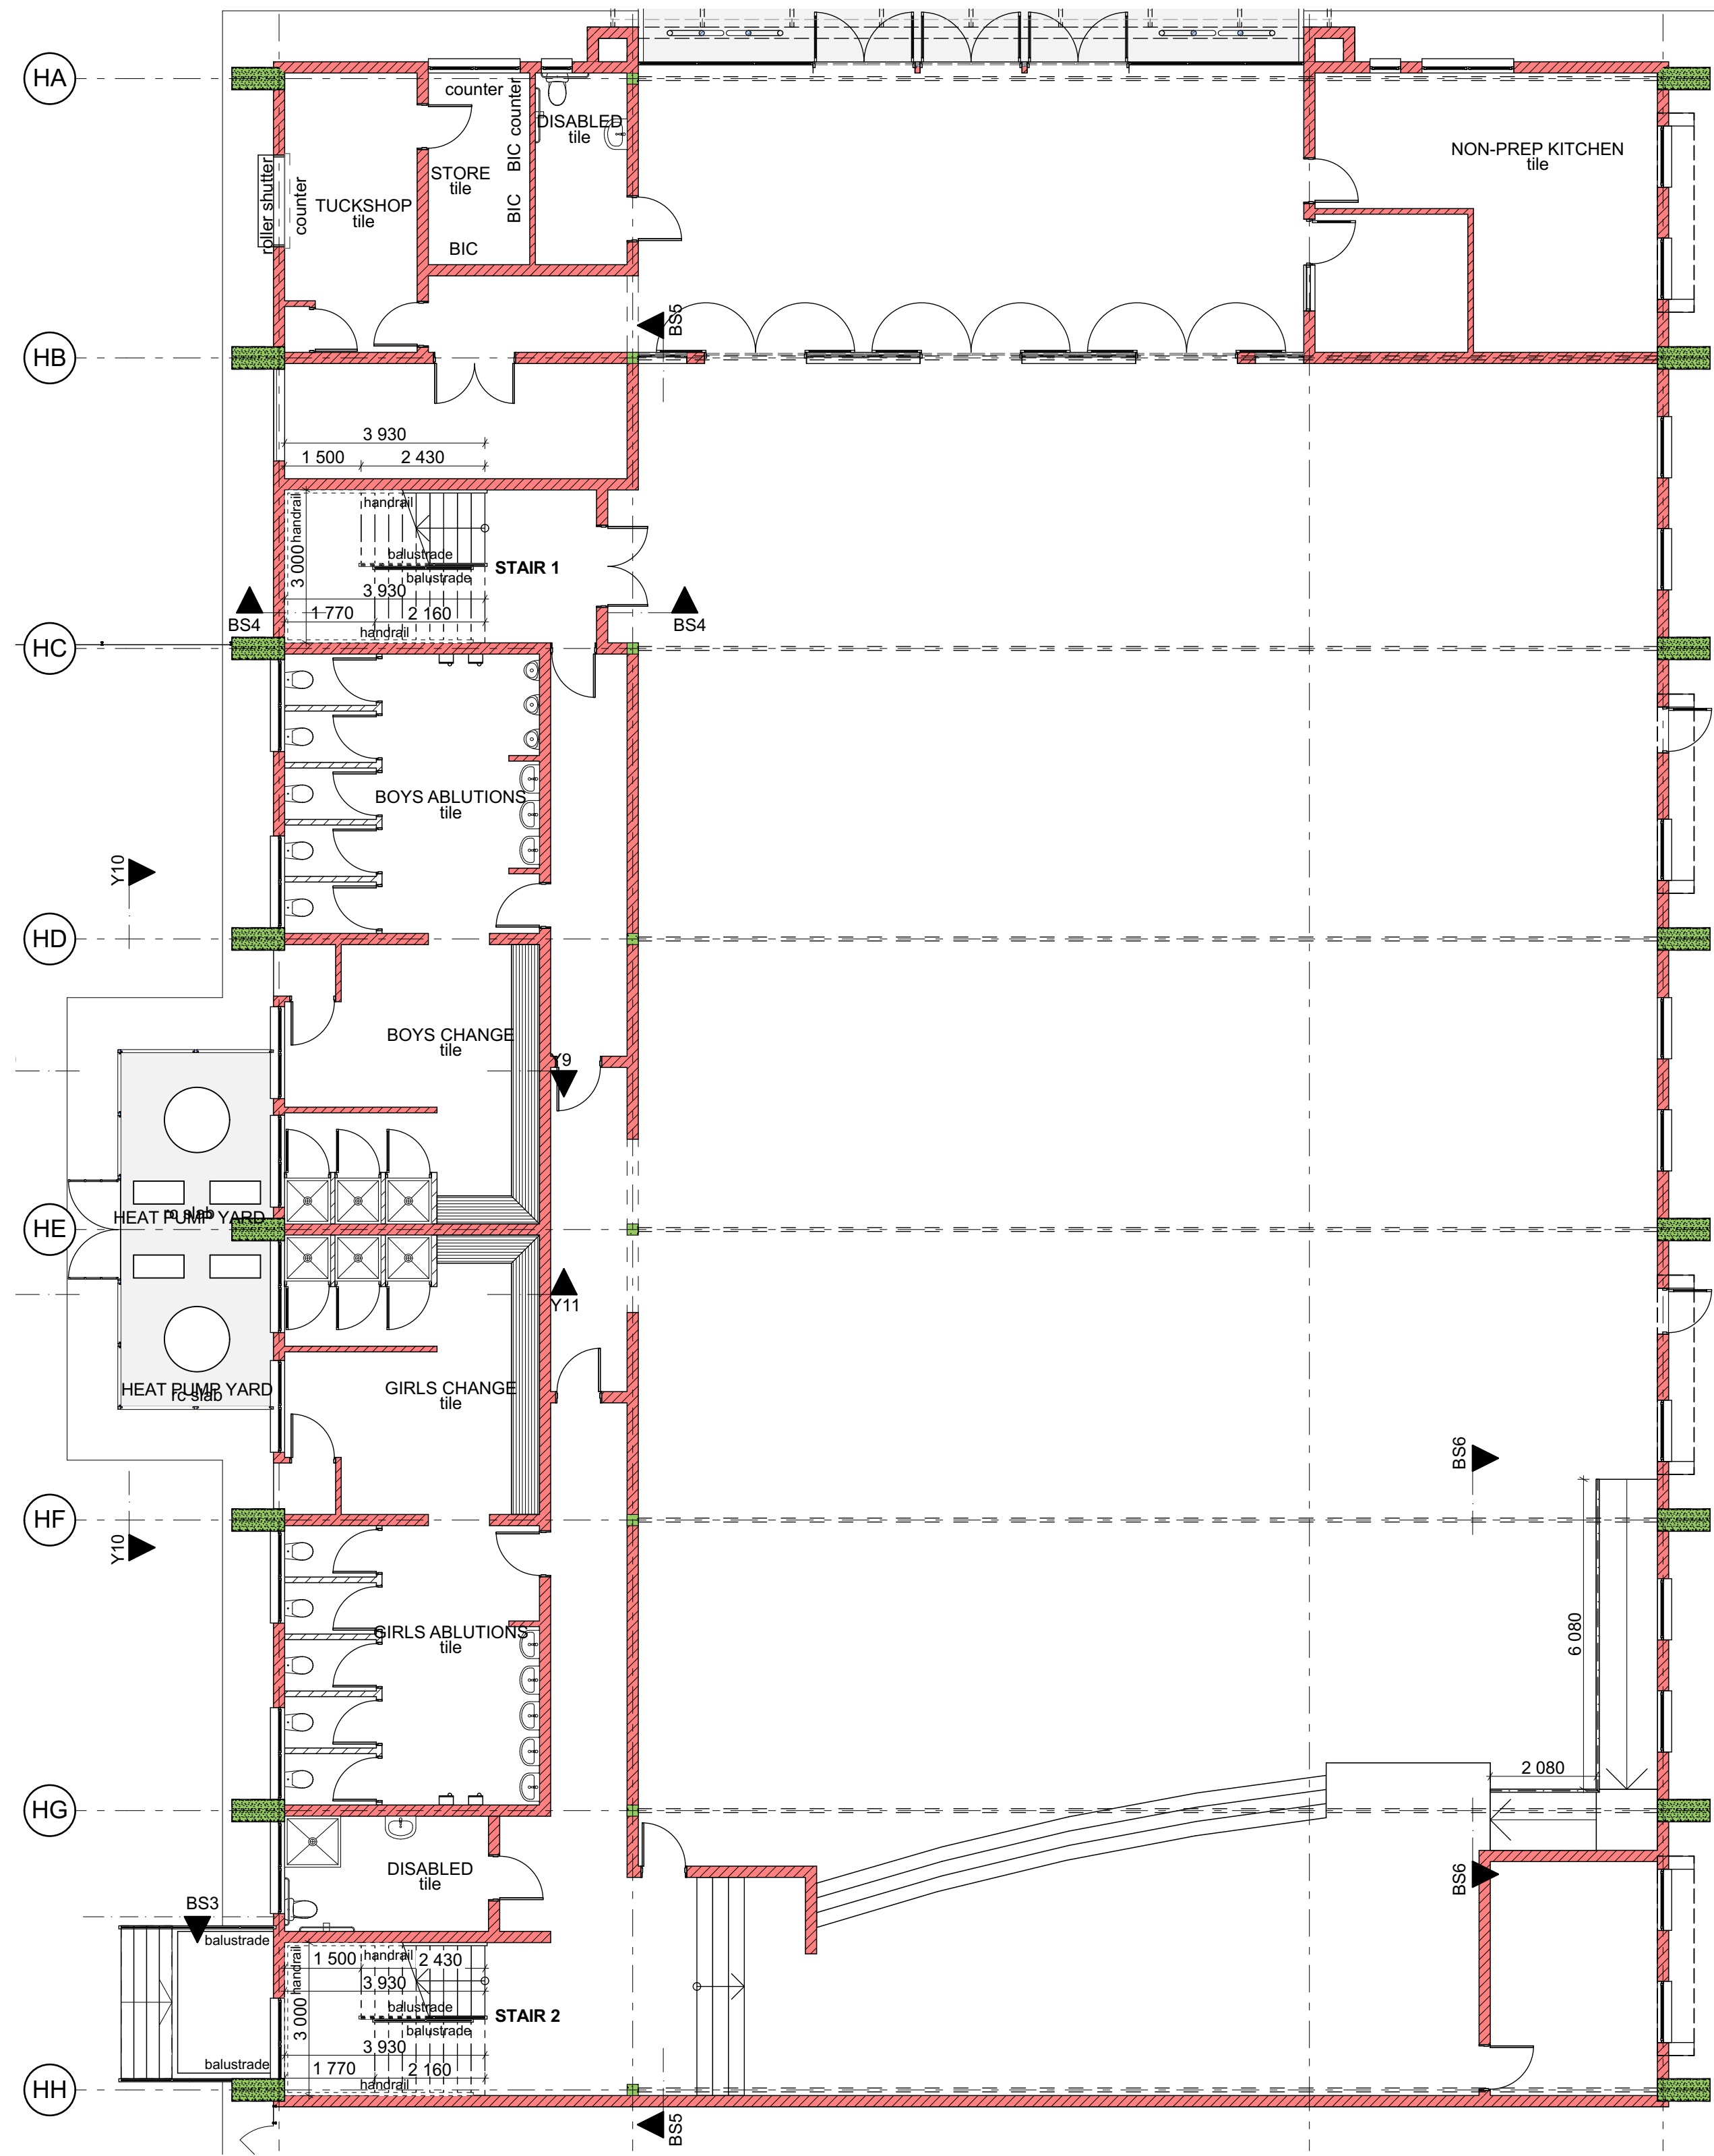 HA
counter
BIC counter
DISABLED
tile
NON-PREP KITCHEN
tile
STORE
tile
roller shutter
counter
TUCKSHOP
tile
BIC
BIC
BS5
HB
3 930
1 500
2 430
handrail
handrail
balustrade
3 000
STAIR 1
balustrade
3 930
1 770
2 160
handrail
BS4
BS4
HC
BOYS ABLUTIONS
tile
Y10
HD
BOYS CHANGE
tile
Y9
rc slab
HEAT PUMP YARD
HE
Y11
HEAT PUMP YARD
rc slab
GIRLS CHANGE
tile
BS6
HF
Y10
GIRLS ABLUTIONS
tile
6 080
2 080
HG
DISABLED
tile
BS6
BS3
balustrade
handrail
1 500
handrail
2 430
3 930
balustrade
3 000
STAIR 2
balustrade
3 930
balustrade
1 770
2 160
handrail
HH
BS5